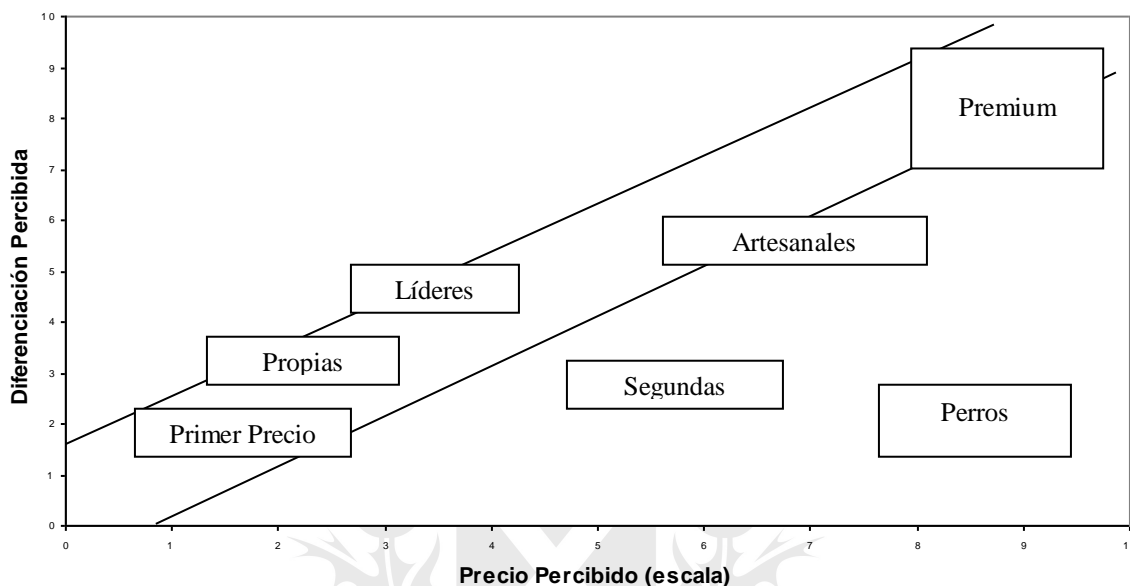 10
9
8
7
6
5
4
3
2
1
0
Diferenciación Percibida
Premium
Artesanales
Líderes
Propias
Segundas
Perros
Primer Precio
0 1 2 3 4 5 6 7 8 9 1
Precio Percibido (escala)